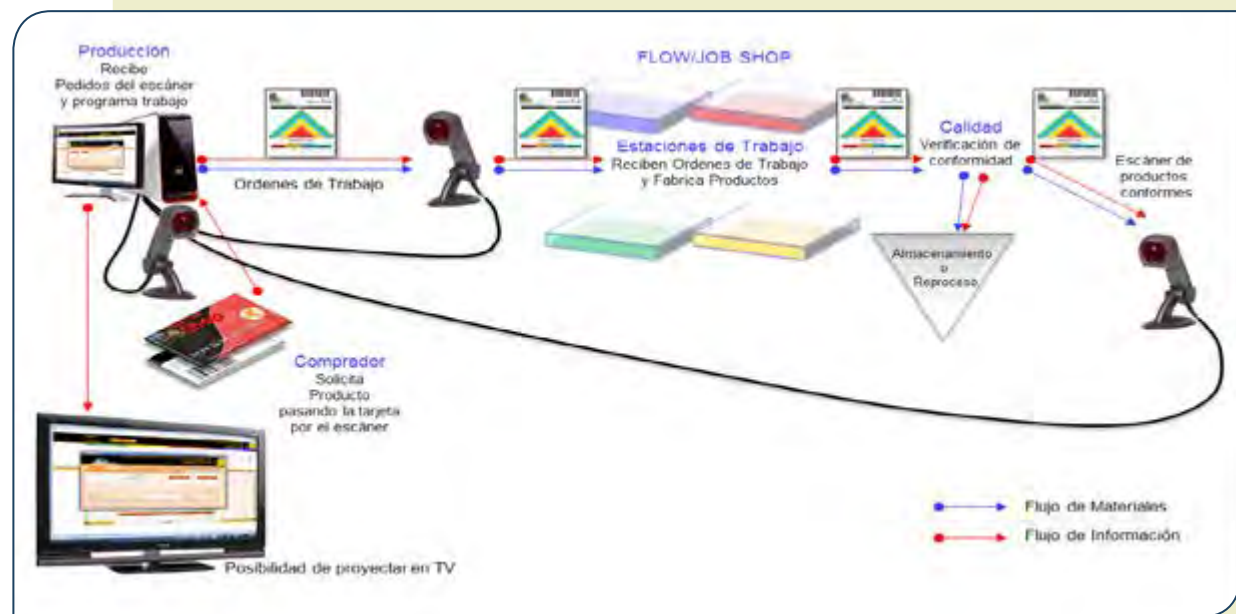 Producción
Recibe
Pedidos del escáner
y programa trabajo
FLOW/JOB SHOP
Ordenes de Trabajo
Estaciones de Trabajo
Reciben Ordenes de Trabajo
y Fabrica Productos
Calidad
Verificación de
conformidad
Escáner de
productos
conformes
Almacenamiento
o
Reproceso
Comprador
Solicita
Producto
pasando la tarjeta
por el escáner
Flujo de Materiales
Flujo de Información
Posibilidad de proyectar en TV